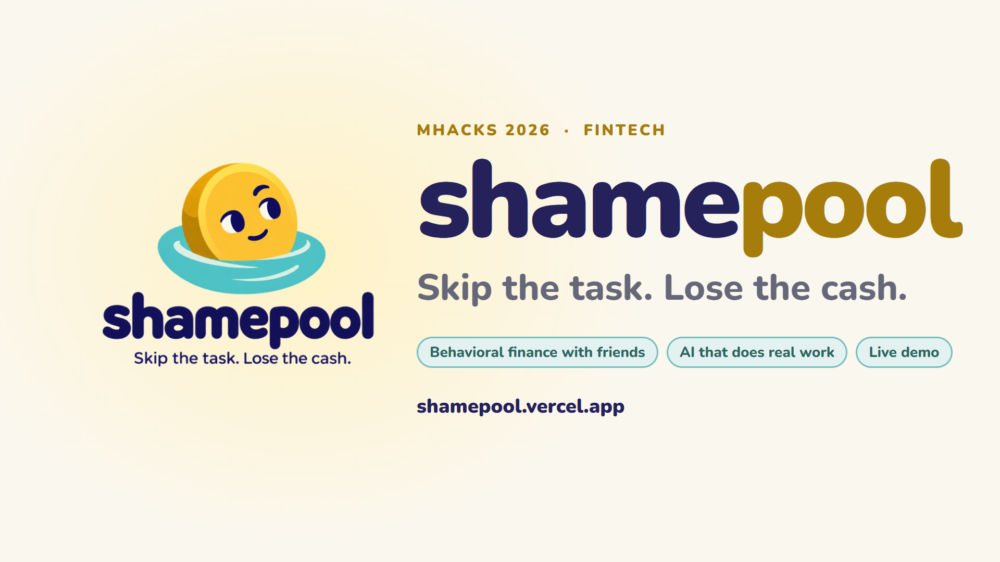 shamepool
Skip the task. Lose the cash.
MHACKS 2026 · FINTECH
shamepool
Skip the task. Lose the cash.
Behavioral finance with friends
AI that does real work
Live demo
shamepool.vercel.app